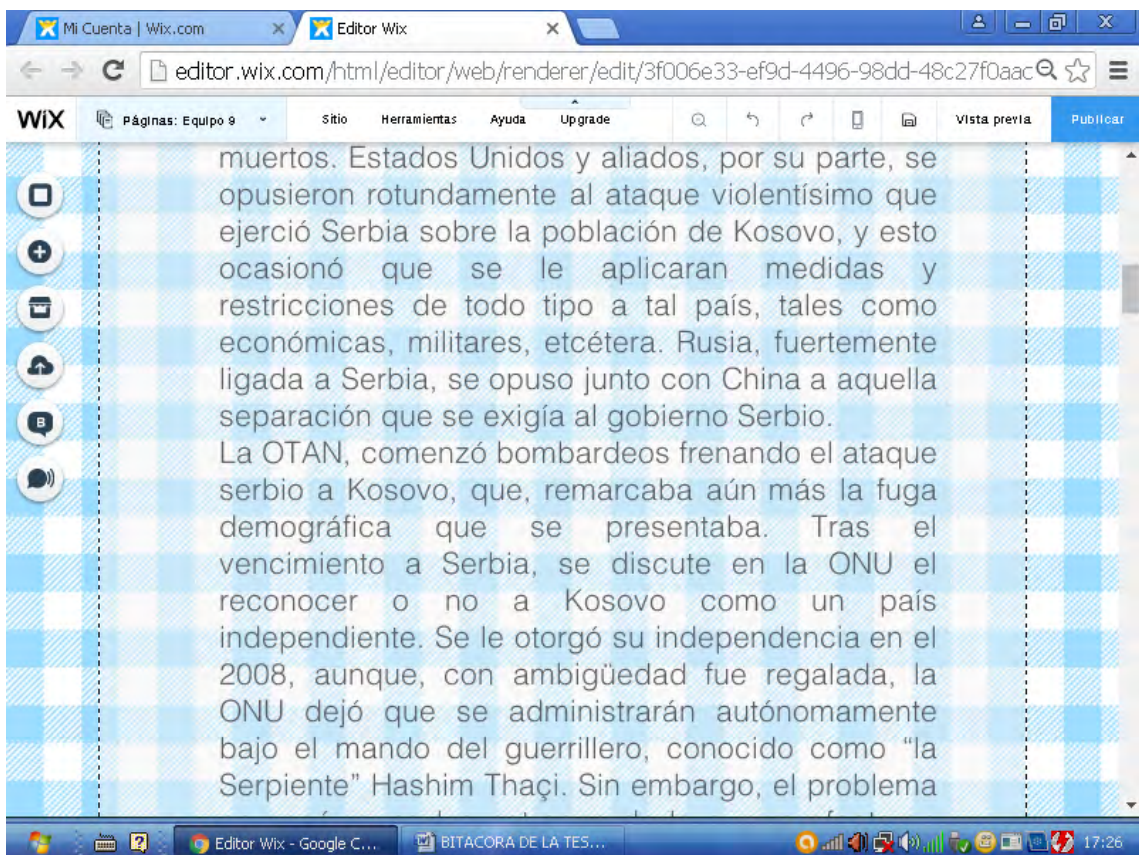 Mi Cuenta | Wix.com
Editor Wix
editor.wix.com/html/editor/web/renderer/edit/3f006e33-ef9d-4496-98dd-48c27f0aac
WiX
Páginas: Equipo 9
Sitio
Herramientas
Ayuda
Upgrade
Vista previa
Publicar
muertos. Estados Unidos y aliados, por su parte, se
opusieron rotundamente al ataque violentísimo que
ejerció Serbia sobre la población de Kosovo, y esto
ocasionó que se le aplicaran medidas y
restricciones de todo tipo a tal país, tales como
económicas, militares, etcétera. Rusia, fuertemente
ligada a Serbia, se opuso junto con China a aquella
separación que se exigía al gobierno Serbio.
La OTAN, comenzó bombardeos frenando el ataque
serbio a Kosovo, que, remarcaba aún más la fuga
demográfica que se presentaba. Tras el
vencimiento a Serbia, se discute en la ONU el
reconocer o no a Kosovo como un país
independiente. Se le otorgó su independencia en el
2008, aunque, con ambigüedad fue regalada, la
ONU dejó que se administrarán autónomamente
bajo el mando del guerrillero, conocido como “la
Serpiente” Hashim Thaçi. Sin embargo, el problema
Editor Wix - Google C...
BITACORA DE LA TES...
17:26